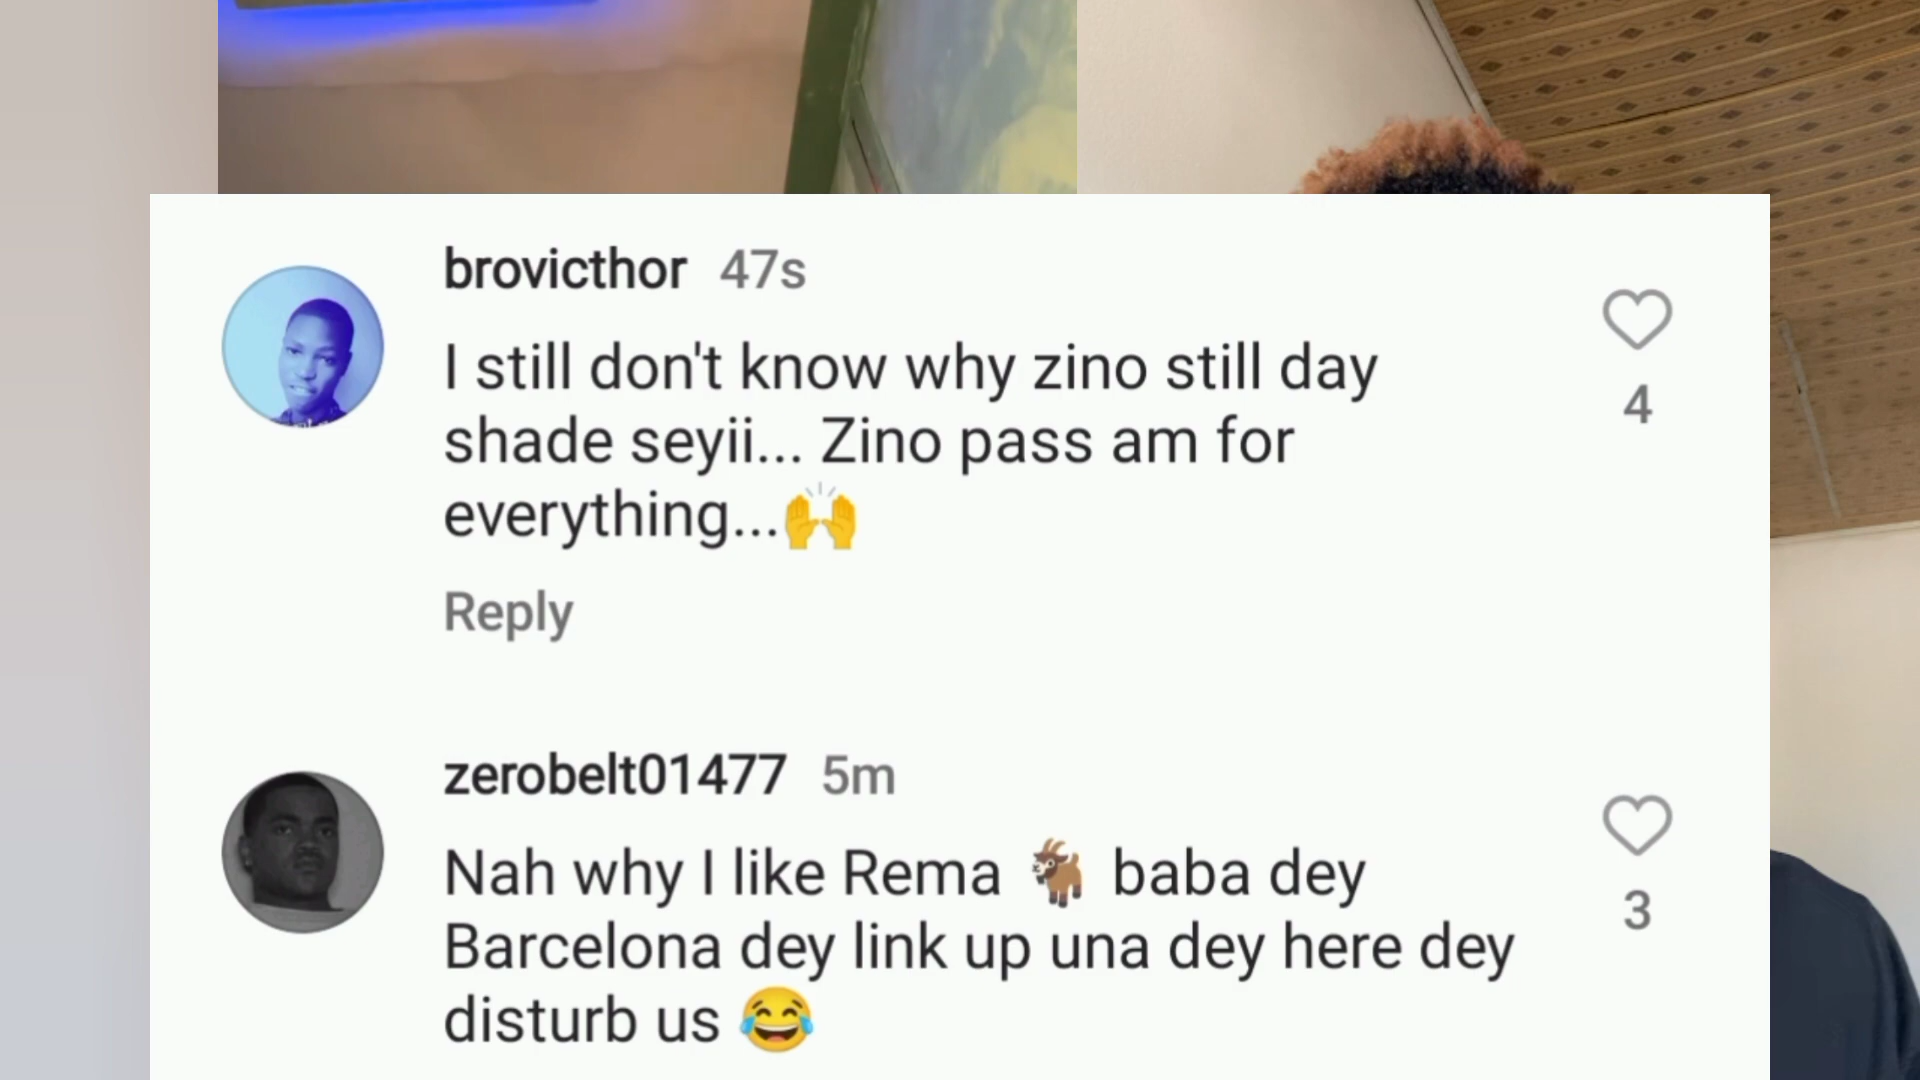 brovicthor 47s
I still don't know why zino still day
shade seyii... Zino pass am for
everything...🙌
4
Reply
zerobelt01477 5m
Nah why I like Rema 🐐 baba dey
Barcelona dey link up una dey here dey
disturb us 😂
3